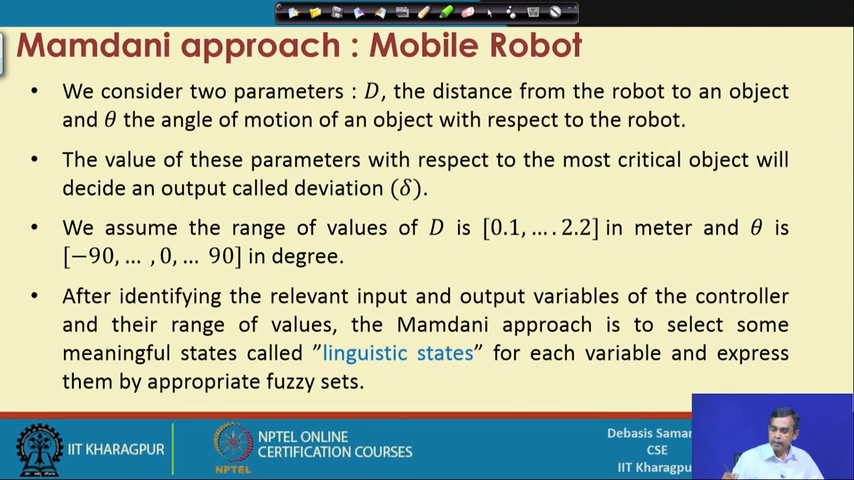 Mamdani approach : Mobile Robot
• We consider two parameters : D, the distance from the robot to an object
and θ the angle of motion of an object with respect to the robot.
• The value of these parameters with respect to the most critical object will
decide an output called deviation (δ).
• We assume the range of values of D is [0.1, … . 2.2] in meter and θ is
[−90, … , 0, … 90] in degree.
• After identifying the relevant input and output variables of the controller
and their range of values, the Mamdani approach is to select some
meaningful states called ”linguistic states” for each variable and express
them by appropriate fuzzy sets.
IIT KHARAGPUR
NPTEL
NPTEL ONLINE
CERTIFICATION COURSES
Debasis Saman
CSE
IIT Kharagpu